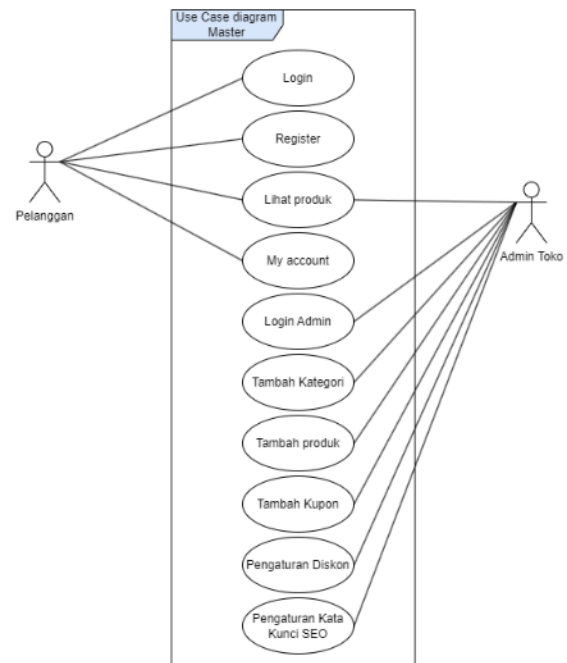 Use Case diagram
Master
Login
Register
Pelanggan
Lihat produk
Admin Toko
My account
Login Admin
Tambah Kategori
Tambah produk
Tambah Kupon
Pengaturan Diskon
Pengaturan Kata
Kunci SEO